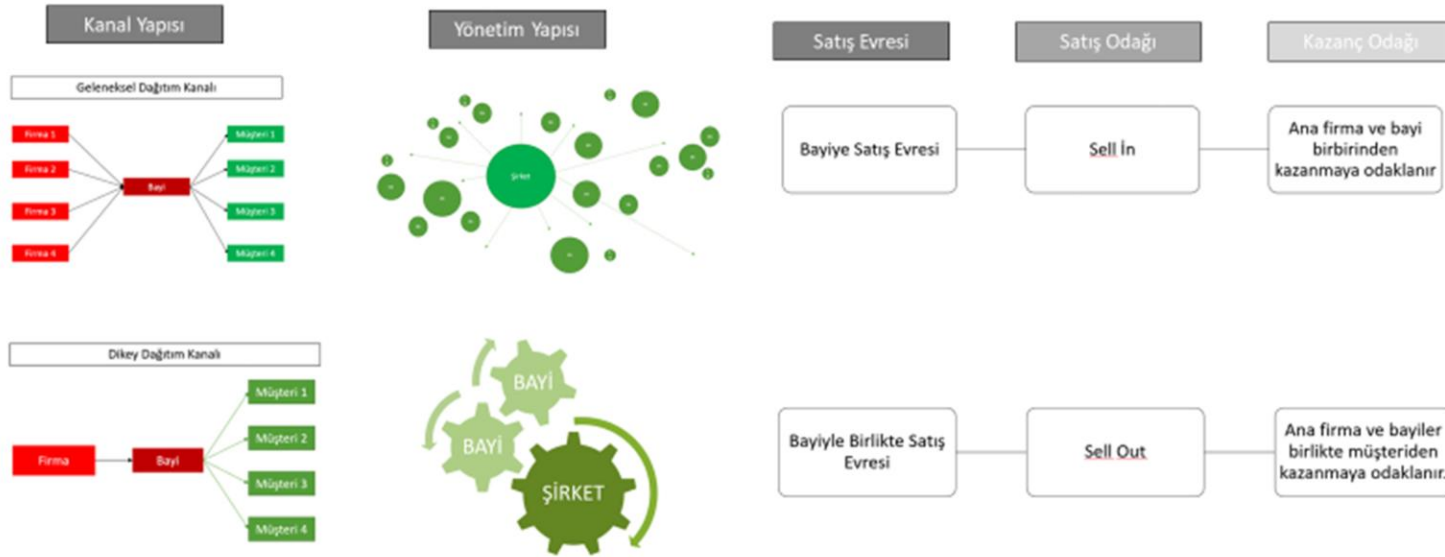 Kanal Yapısı
Yönetim Yapısı
Satış Evresi
Satış Odağı
Kazanç Odağı
Geleneksel Dağıtım Kanalı
Firma 1
Firma 2
Firma 3
Firma 4
Bayi
Müşteri 1
Müşteri 2
Müşteri 3
Müşteri 4
Şirket
Bayiye Satış Evresi
Sell İn
Ana firma ve bayi
birbirinden
kazanmaya odaklanır
Dikey Dağıtım Kanalı
Firma
Bayi
Müşteri 1
Müşteri 2
Müşteri 3
Müşteri 4
BAYİ
BAYİ
ŞİRKET
Bayiyle Birlikte Satış
Evresi
Sell Out
Ana firma ve bayiler
birlikte müşteriden
kazanmaya odaklanır.